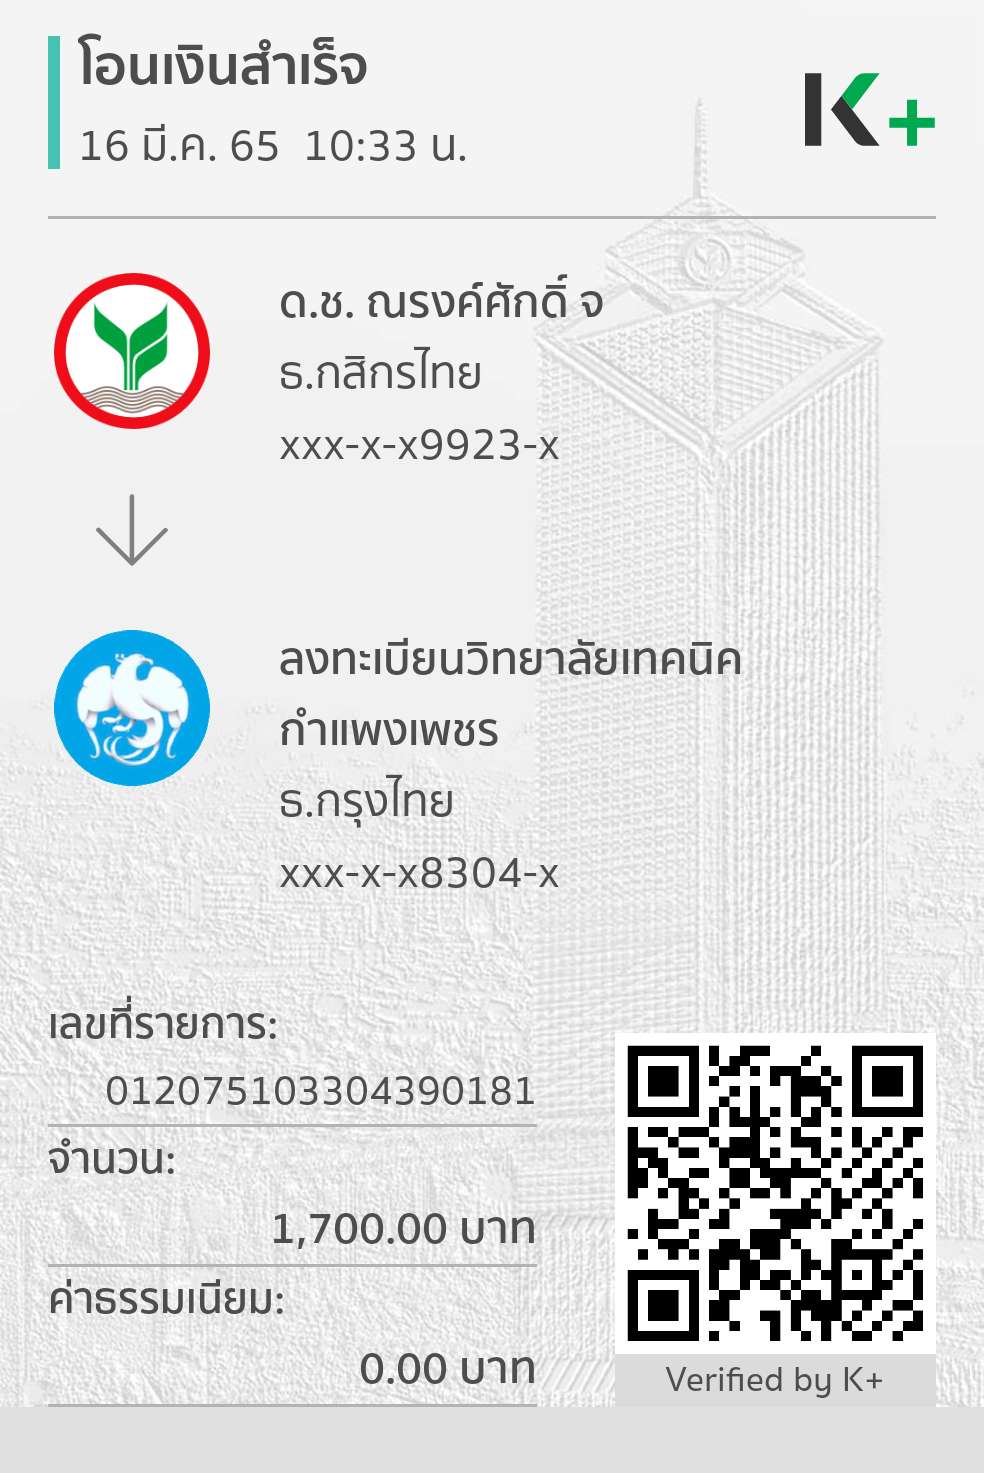 โอนเงินสำเร็จ
16 มี.ค. 65 10:33 น.
K+
ด.ช. ณรงค์ศักดิ์ จ
ธ.กสิกรไทย
xxx-x-x9923-x
ลงทะเบียนวิทยาลัยเทคนิค
กำแพงเพชร
ธ.กรุงไทย
xxx-x-x8304-x
เลขที่รายการ:
012075103304390181
จำนวน:
1,700.00 บาท
ค่าธรรมเนียม:
0.00 บาท
Verified by K+